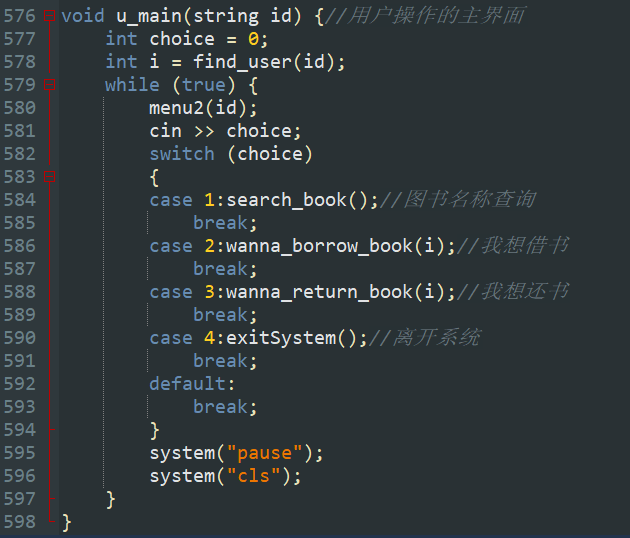 576 void u_main(string id) {//用户操作的主界面
577     int choice = 0;
578     int i = find_user(id);
579     while (true) {
580         menu2(id);
581         cin >> choice;
582         switch (choice)
583         {
584         case 1:search_book();//图书名称查询
585             break;
586         case 2:wanna_borrow_book(i);//我想借书
587             break;
588         case 3:wanna_return_book(i);//我想还书
589             break;
590         case 4:exitSystem();//离开系统
591             break;
592         default:
593             break;
594         }
595         system("pause");
596         system("cls");
597     }
598 }